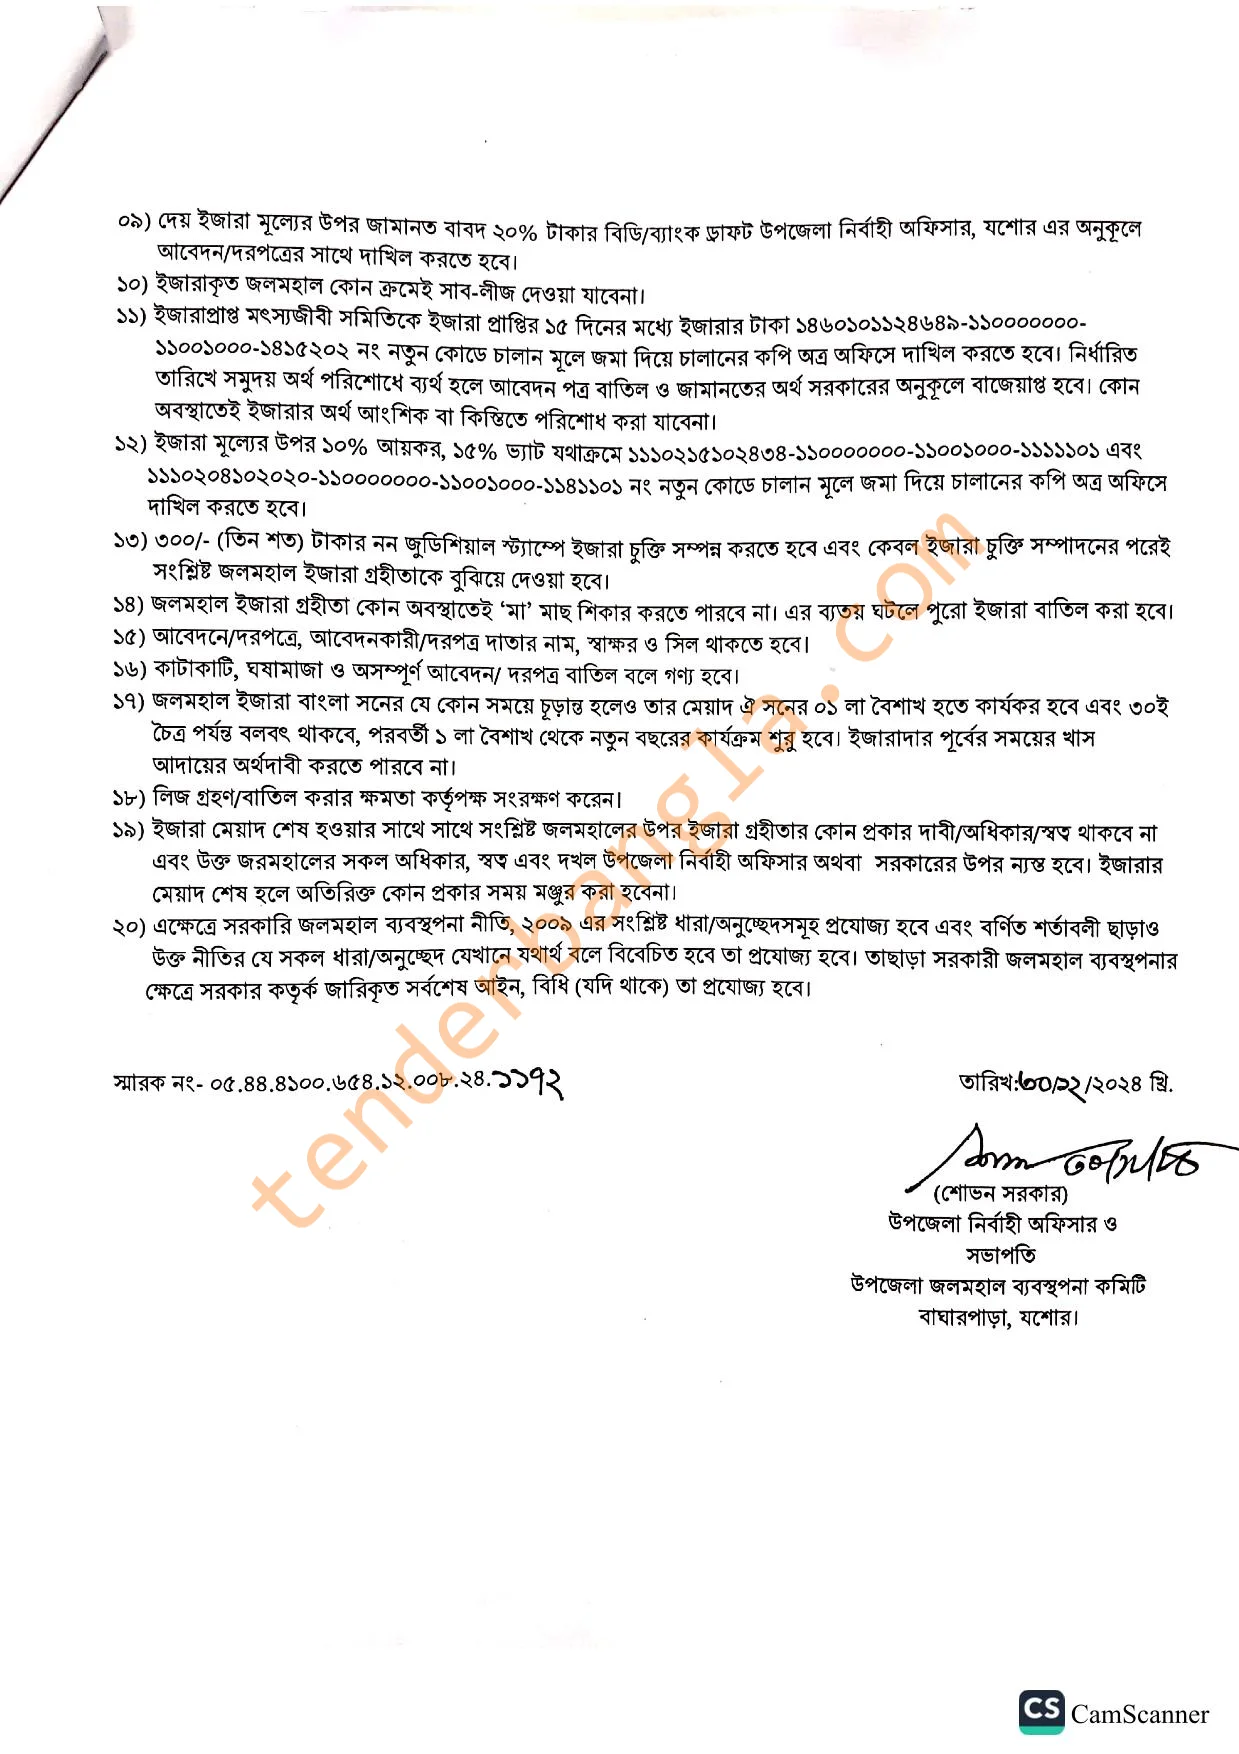 ০৯) দেয় ইজারা মূল্যের উপর জামানত বাবদ ২০% টাকার বিডি/ব্যাংক ড্রাফট উপজেলা নির্বাহী অফিসার, যশোর এর অনুকূলে
আবেদন/দরপত্রের সাথে দাখিল করতে হবে।
১০) ইজারাকৃত জলমহাল কোন ক্রমেই সাব-লীজ দেওয়া যাবেনা।
১১) ইজারাপ্রাপ্ত মৎস্যজীবী সমিতিকে ইজারা প্রাপ্তির ১৫ দিনের মধ্যে ইজারার টাকা ১৪৬০১০১১২৪৬৪৯-১১০০০০০০০-
১১০০১০০০-১৪১৫২০২ নং নতুন কোডে চালান মূলে জমা দিয়ে চালানের কপি অত্র অফিসে দাখিল করতে হবে। নির্ধারিত
তারিখে সমুদয় অর্থ পরিশোধে ব্যর্থ হলে আবেদন পত্র বাতিল ও জামানতের অর্থ সরকারের অনুকূলে বাজেয়াপ্ত হবে। কোন
অবস্থাতেই ইজারার অর্থ আংশিক বা কিস্তিতে পরিশোধ করা যাবেনা।
১২) ইজারা মূল্যের উপর ১০% আয়কর, ১৫% ভ্যাট যথাক্রমে ১১১০২১৫১০২৪৩৪-১১০০০০০০০-১১০০১০০০-১১১১১০১ এবং
১১১০২০৪১০২০২০-১১০০০০০০০-১১০০১০০০-১১৪১১০১ নং নতুন কোডে চালান মূলে জমা দিয়ে চালানের কপি অত্র অফিসে
দাখিল করতে হবে।
১৩) ৩০০/- (তিন শত) টাকার নন জুডিশিয়াল স্ট্যাম্পে ইজারা চুক্তি সম্পন্ন করতে হবে এবং কেবল ইজারা চুক্তি সম্পাদনের পরেই
সংশ্লিষ্ট জলমহাল ইজারা গ্রহীতাকে বুঝিয়ে দেওয়া হবে।
১৪) জলমহাল ইজারা গ্রহীতা কোন অবস্থাতেই ‘মা’ মাছ শিকার করতে পারবে না। এর ব্যতয় ঘটলে পুরো ইজারা বাতিল করা হবে।
১৫) আবেদনে/দরপত্রে, আবেদনকারী/দরপত্র দাতার নাম, স্বাক্ষর ও সিল থাকতে হবে।
১৬) কাটাকাটি, ঘষামাজা ও অসম্পূর্ণ আবেদন/ দরপত্র বাতিল বলে গণ্য হবে।
১৭) জলমহাল ইজারা বাংলা সনের যে কোন সময়ে চূড়ান্ত হলেও তার মেয়াদ ঐ সনের ০১ লা বৈশাখ হতে কার্যকর হবে এবং ৩০ই
চৈত্র পর্যন্ত বলবৎ থাকবে, পরবর্তী ১ লা বৈশাখ থেকে নতুন বছরের কার্যক্রম শুরু হবে। ইজারাদার পূর্বের সময়ের খাস
আদায়ের অর্থদাবী করতে পারবে না।
১৮) লিজ গ্রহণ/বাতিল করার ক্ষমতা কর্তৃপক্ষ সংরক্ষণ করেন।
১৯) ইজারা মেয়াদ শেষ হওয়ার সাথে সাথে সংশ্লিষ্ট জলমহালের উপর ইজারা গ্রহীতার কোন প্রকার দাবী/অধিকার/স্বত্ব থাকবে না
এবং উক্ত জরমহালের সকল অধিকার, স্বত্ব এবং দখল উপজেলা নির্বাহী অফিসার অথবা সরকারের উপর ন্যস্ত হবে। ইজারার
মেয়াদ শেষ হলে অতিরিক্ত কোন প্রকার সময় মঞ্জুর করা হবেনা।
২০) এক্ষেত্রে সরকারি জলমহাল ব্যবস্থপনা নীতি, ২০০৯ এর সংশ্লিষ্ট ধারা/অনুচ্ছেদসমূহ প্রযোজ্য হবে এবং বর্ণিত শর্তাবলী ছাড়াও
উক্ত নীতির যে সকল ধারা/অনুচ্ছেদ যেখানে যথার্থ বলে বিবেচিত হবে তা প্রযোজ্য হবে। তাছাড়া সরকারী জলমহাল ব্যবস্থপনার
ক্ষেত্রে সরকার কতৃর্ক জারিকৃত সর্বশেষ আইন, বিধি (যদি থাকে) তা প্রযোজ্য হবে।
স্মারক নং- ০৫.৪৪.৪১০০.৬৫৪.১২.০০৮.২৪.১১৭২
তারিখ:৩০/১২/২০২৪ খ্রি.
(শোভন সরকার)
উপজেলা নির্বাহী অফিসার ও
সভাপতি
উপজেলা জলমহাল ব্যবস্থপনা কমিটি
বাঘারপাড়া, যশোর।
tenderbangla.com
CS CamScanner